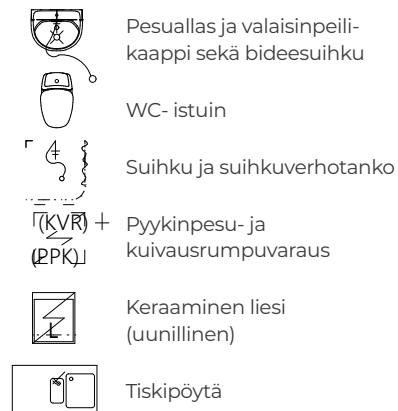 Pesuallas ja valaisinpeili-
kaappi sekä bideesuihku
WC- istuin
Suihku ja suihkuverhotanko
(KVR) +
(PPK)
Pyykinpesu- ja
kuivausrumpuvaraus
L
Keraaminen liesi
(uunillinen)
Tiskipöytä